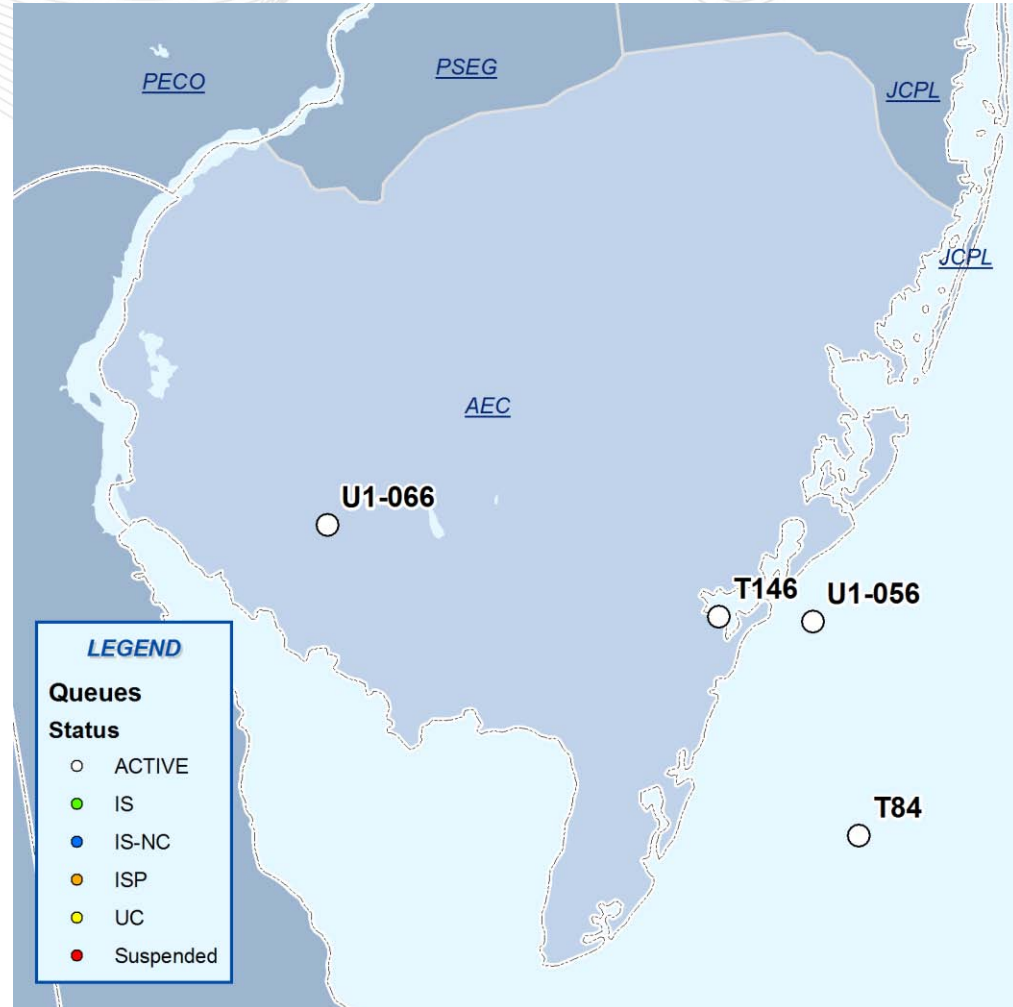 PECO
PSEG
JCPL
JCPL
AEC
U1-066
T146
U1-056
T84
LEGEND
Queues
Status
ACTIVE
IS
IS-NC
ISP
UC
Suspended